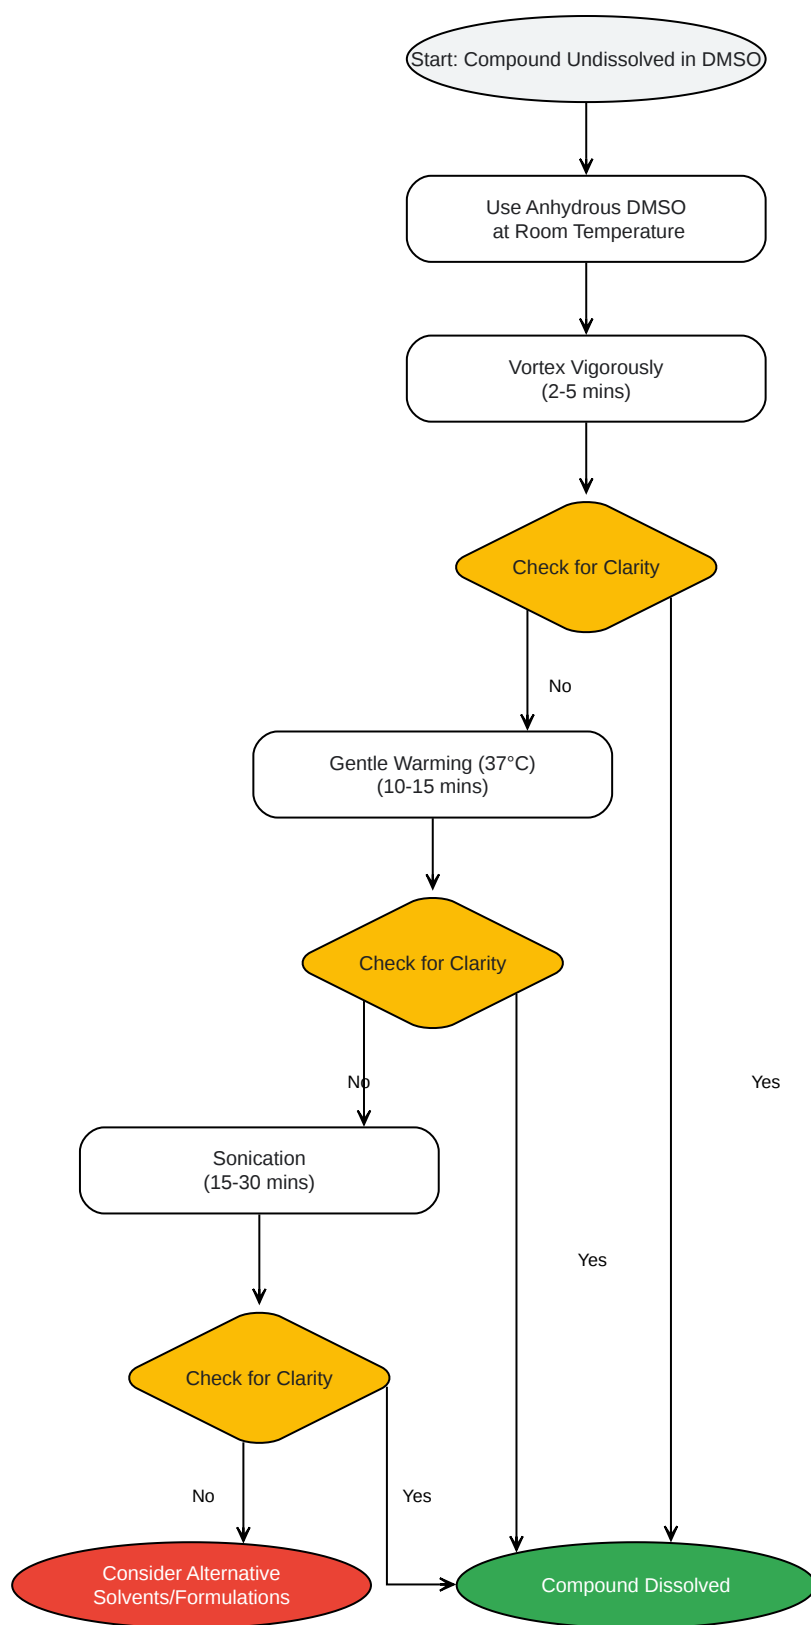 Start: Compound Undissolved in DMSO
Use Anhydrous DMSO
at Room Temperature
Vortex Vigorously
(2-5 mins)
Check for Clarity
No
Gentle Warming (37°C)
(10-15 mins)
Check for Clarity
No
Yes
Sonication
(15-30 mins)
Yes
Check for Clarity
No
Yes
Consider Alternative
Solvents/Formulations
Compound Dissolved